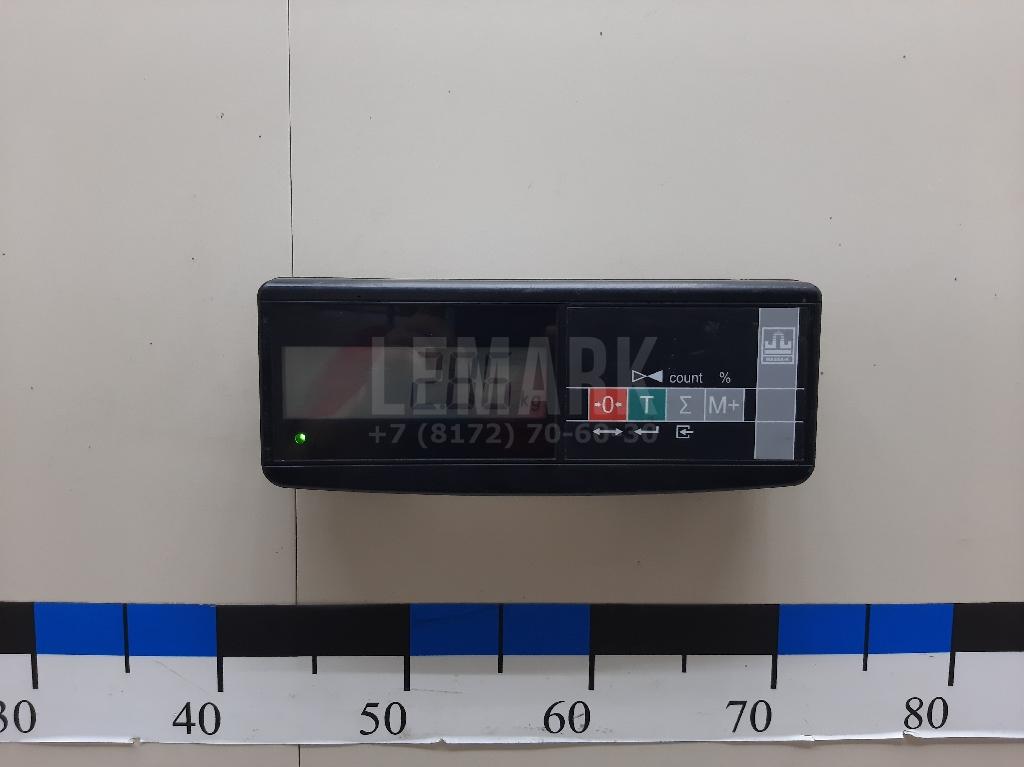 LEMARK
+7 (8172) 70-60-30
kg
count %
0 T Σ M+
30 40 50 60 70 80